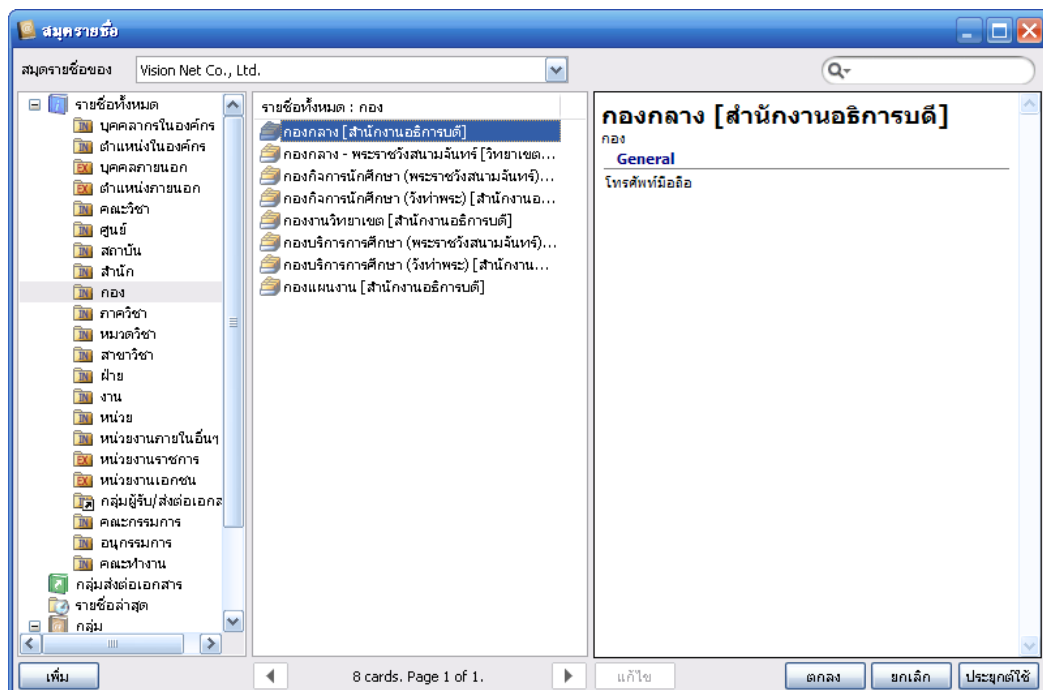 สมุดรายชื่อ
สมุดรายชื่อของ Vision Net Co., Ltd.
รายชื่อทั้งหมด
บุคคลากรในองค์กร
ตำแหน่งในองค์กร
บุคคลภายนอก
ตำแหน่งภายนอก
คณะวิชา
ศูนย์
สถาบัน
สำนัก
กอง
ภาควิชา
หมวดวิชา
สาขาวิชา
ฝ่าย
งาน
หน่วย
หน่วยงานภายในอื่นๆ
หน่วยงานราชการ
หน่วยงานเอกชน
กลุ่มผู้รับ/ส่งต่อเอกส
คณะกรรมการ
อนุกรรมการ
คณะทำงาน
กลุ่มส่งต่อเอกสาร
รายชื่อล่าสุด
กลุ่ม
รายชื่อทั้งหมด : กอง
กองกลาง [สำนักงานอธิการบดี]
กองกลาง - พระราชวังสนามจันทร์ [วิทยาเขต...
กองกิจการนักศึกษา (พระราชวังสนามจันทร์)...
กองกิจการนักศึกษา (วังท่าพระ) [สำนักงานอ...
กองงานวิทยาเขต [สำนักงานอธิการบดี]
กองบริการการศึกษา (พระราชวังสนามจันทร์)...
กองบริการการศึกษา (วังท่าพระ) [สำนักงาน...
กองแผนงาน [สำนักงานอธิการบดี]
กองกลาง [สำนักงานอธิการบดี]
กอง
General
โทรศัพท์มือถือ
เพิ่ม
8 cards. Page 1 of 1.
แก้ไข
ตกลง
ยกเลิก
ประยุกต์ใช้